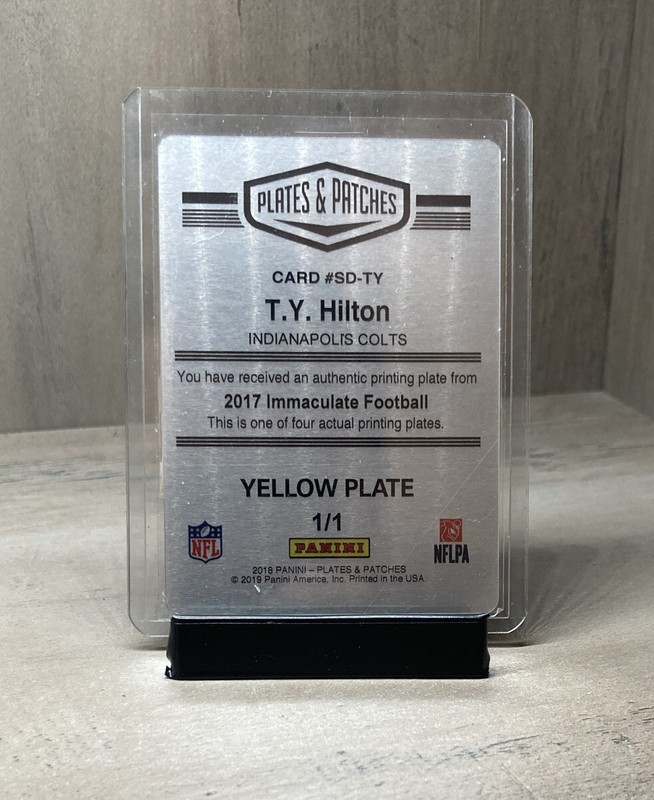 PLATES & PATCHES
CARD #SD-TY
T.Y. Hilton
INDIANAPOLIS COLTS
You have received an authentic printing plate from
2017 Immaculate Football
This is one of four actual printing plates.
YELLOW PLATE
1/1
NFL
PANINI
NFLPA
2018 PANINI – PLATES & PATCHES
© 2019 Panini America, Inc. Printed in the USA